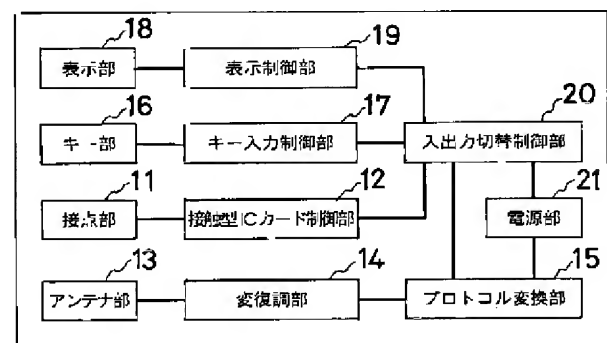 18
表示部
19
表示制御部
16
キー部
17
キー入力制御部
20
入出力切替制御部
11
接点部
12
接触型ICカード制御部
21
電源部
13
アンテナ部
14
変復調部
15
プロトコル変換部